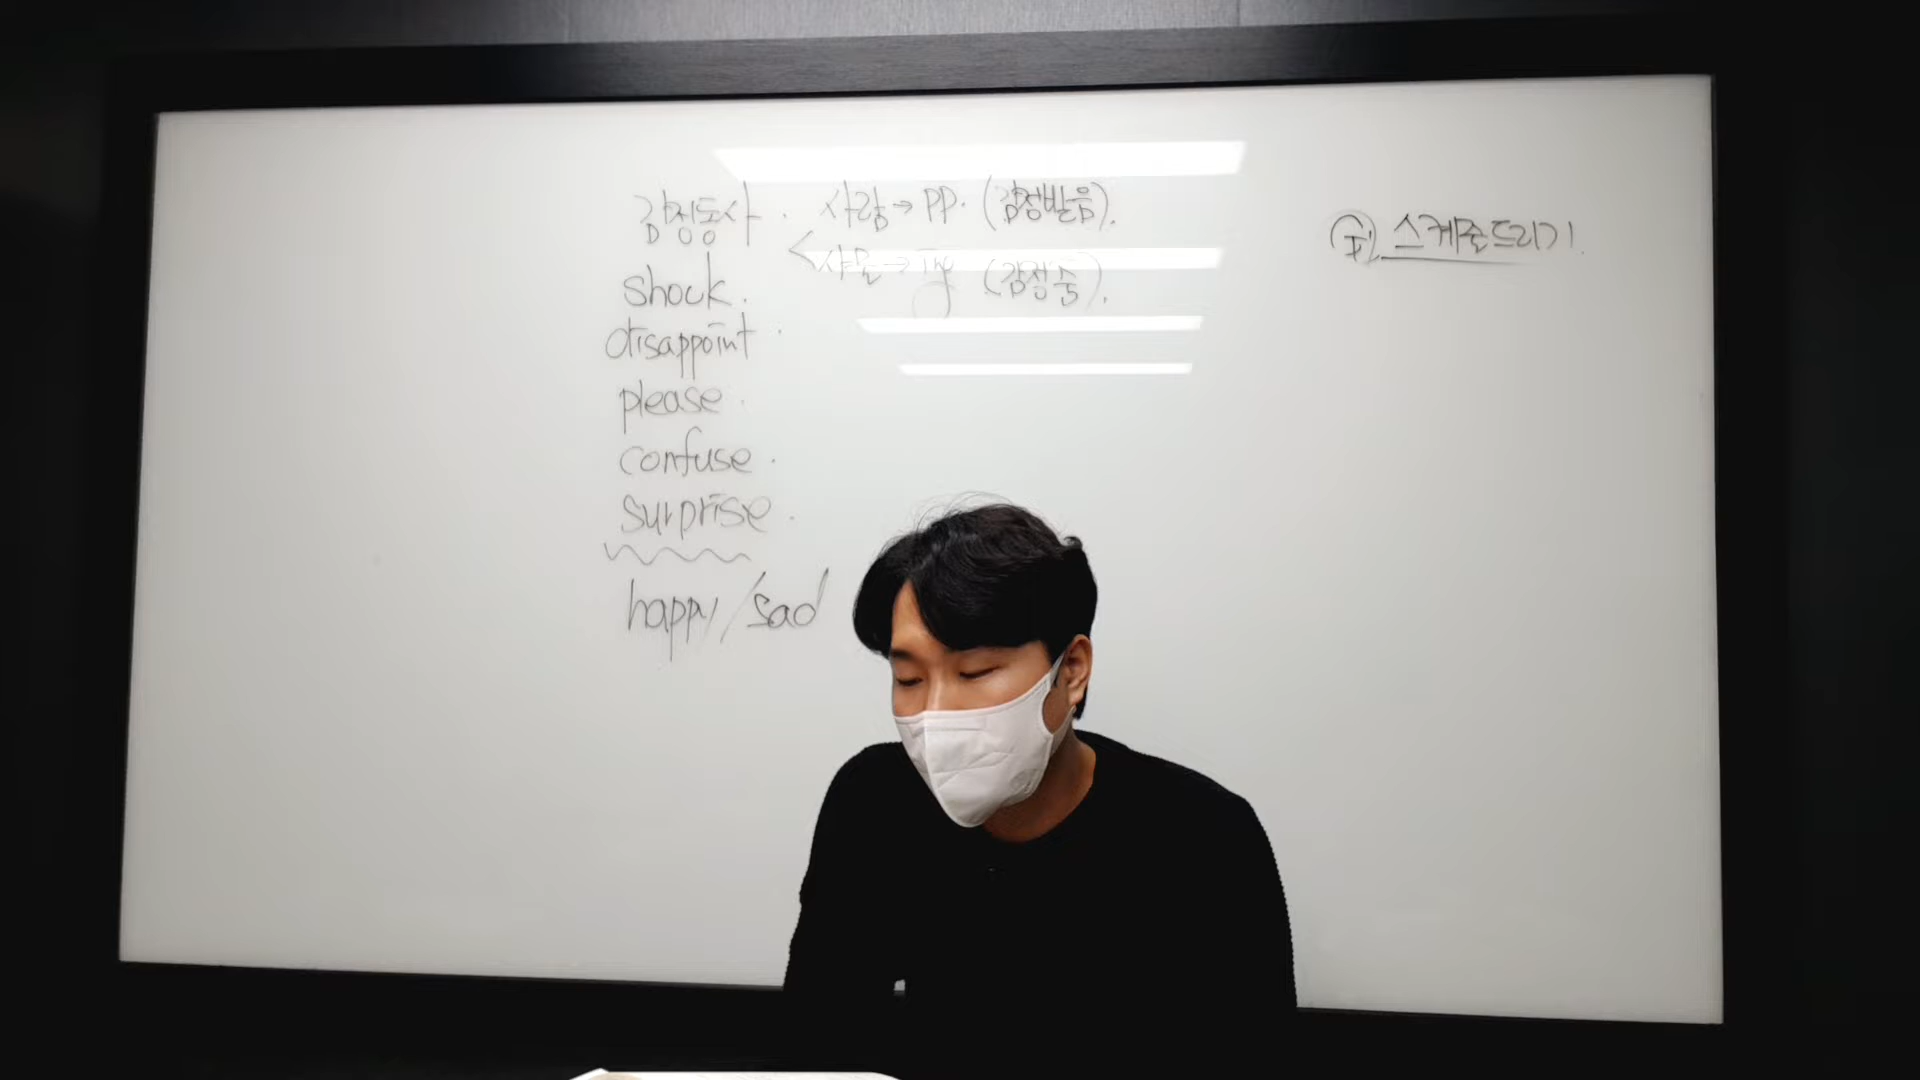 감정동사. 사람→PP. (감정받음).
<사물→ing (감정줌).
shock.
disappoint.
please.
confuse.
surprise.
happy/sad
스케줄드리기.